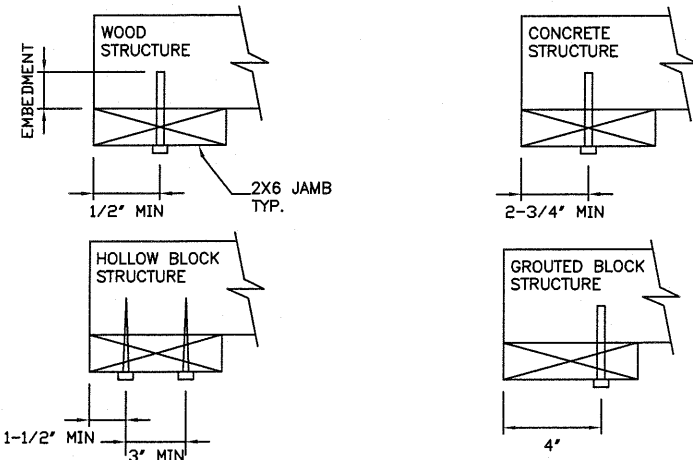 WOOD
STRUCTURE
EMBEDMENT
2X6 JAMB
TYP.
1/2" MIN
CONCRETE
STRUCTURE
2-3/4" MIN
HOLLOW BLOCK
STRUCTURE
1-1/2" MIN
3" MIN
GROUTED BLOCK
STRUCTURE
4"